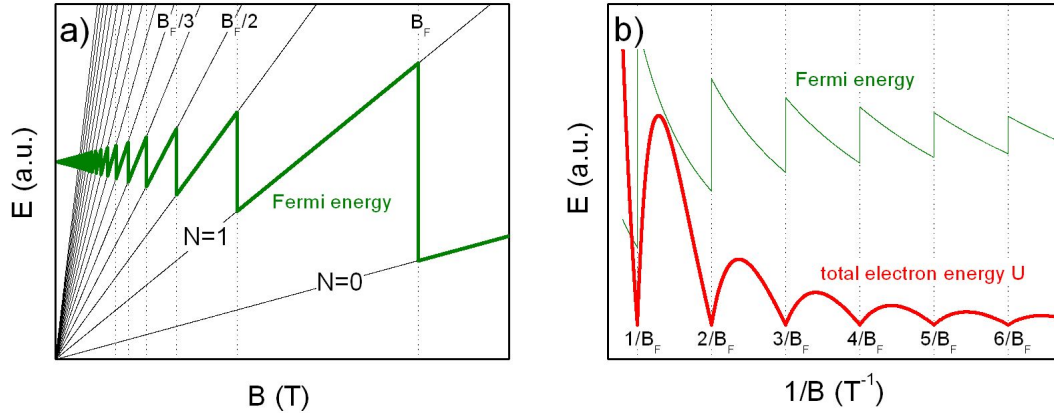 a)
B_F/3
B_F/2
B_F
E (a.u.)
Fermi energy
N=1
N=0
B (T)
b)
Fermi energy
E (a.u.)
total electron energy U
1/B_F
2/B_F
3/B_F
4/B_F
5/B_F
6/B_F
1/B (T⁻¹)